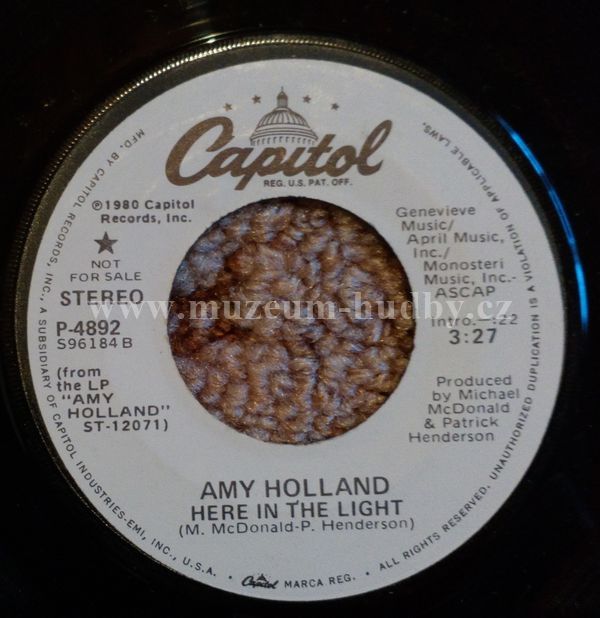 Capitol
REG. U.S. PAT. OFF.
℗1980 Capitol
Records, Inc.
★
NOT
FOR SALE
STEREO
P-4892
S96184 B
(from
the LP
"AMY
HOLLAND"
ST-12071)
Genevieve
Music/
April Music,
Inc./
Monosteri
Music, Inc.-
ASCAP
Intro. :22
3:27
Produced
by Michael
McDonald
& Patrick
Henderson
www.muzeum-hudby.cz
AMY HOLLAND
HERE IN THE LIGHT
(M. McDonald-P. Henderson)
MFD. BY CAPITOL RECORDS, INC., A SUBSIDIARY OF CAPITOL INDUSTRIES-EMI, INC., U.S.A. • Capitol MARCA REG. • ALL RIGHTS RESERVED. UNAUTHORIZED DUPLICATION IS A VIOLATION OF APPLICABLE LAWS.